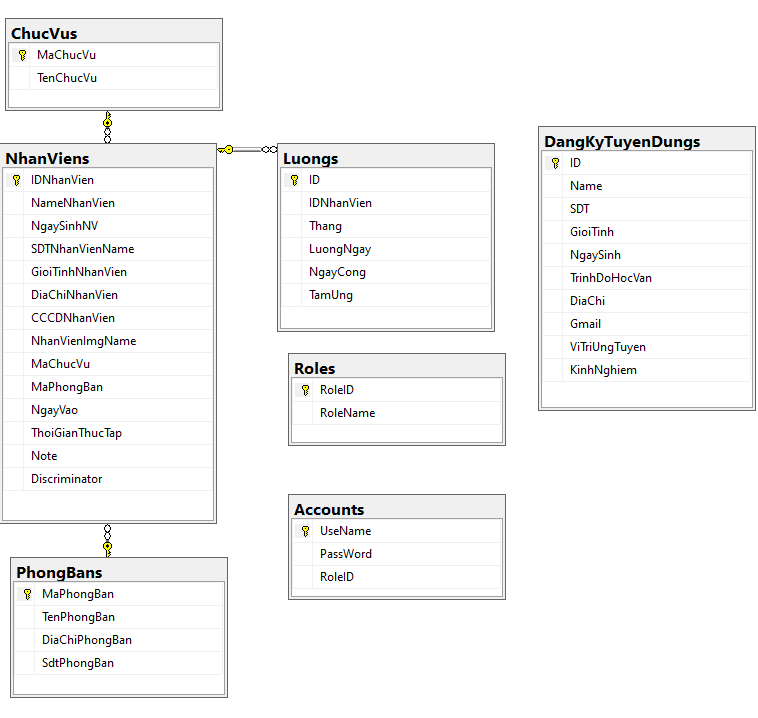 ChucVus
MaChucVu
TenChucVu
NhanViens
IDNhanVien
NameNhanVien
NgaySinhNV
SDTNhanVienName
GioiTinhNhanVien
DiaChiNhanVien
CCCDNhanVien
NhanVienImgName
MaChucVu
MaPhongBan
NgayVao
ThoiGianThucTap
Note
Discriminator
PhongBans
MaPhongBan
TenPhongBan
DiaChiPhongBan
SdtPhongBan
Luongs
ID
IDNhanVien
Thang
LuongNgay
NgayCong
TamUng
Roles
RoleID
RoleName
Accounts
UseName
PassWord
RoleID
DangKyTuyenDungs
ID
Name
SDT
GioiTinh
NgaySinh
TrinhDoHocVan
DiaChi
Gmail
ViTriUngTuyen
KinhNghiem